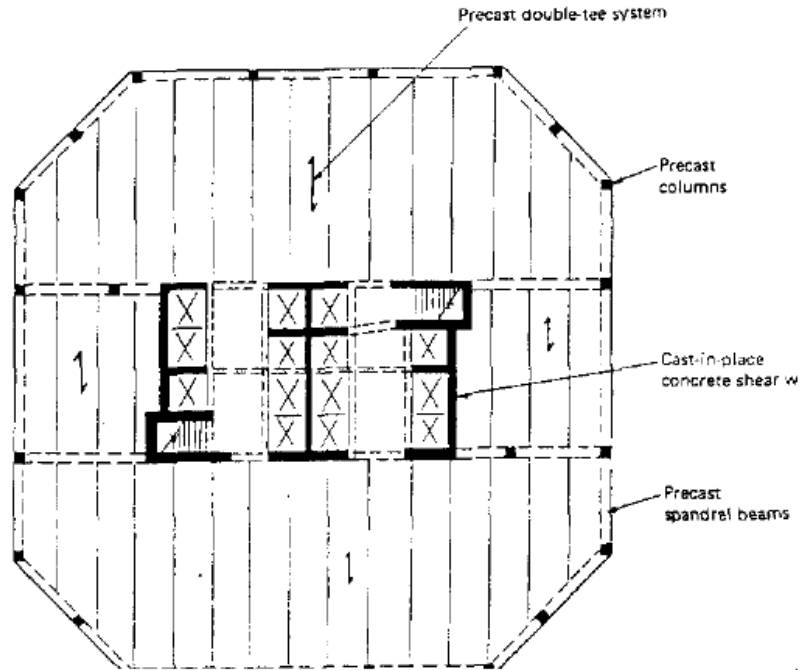 Precast double-tee system
Precast
columns
Cast-in-place
concrete shear w
Precast
spandrel beams